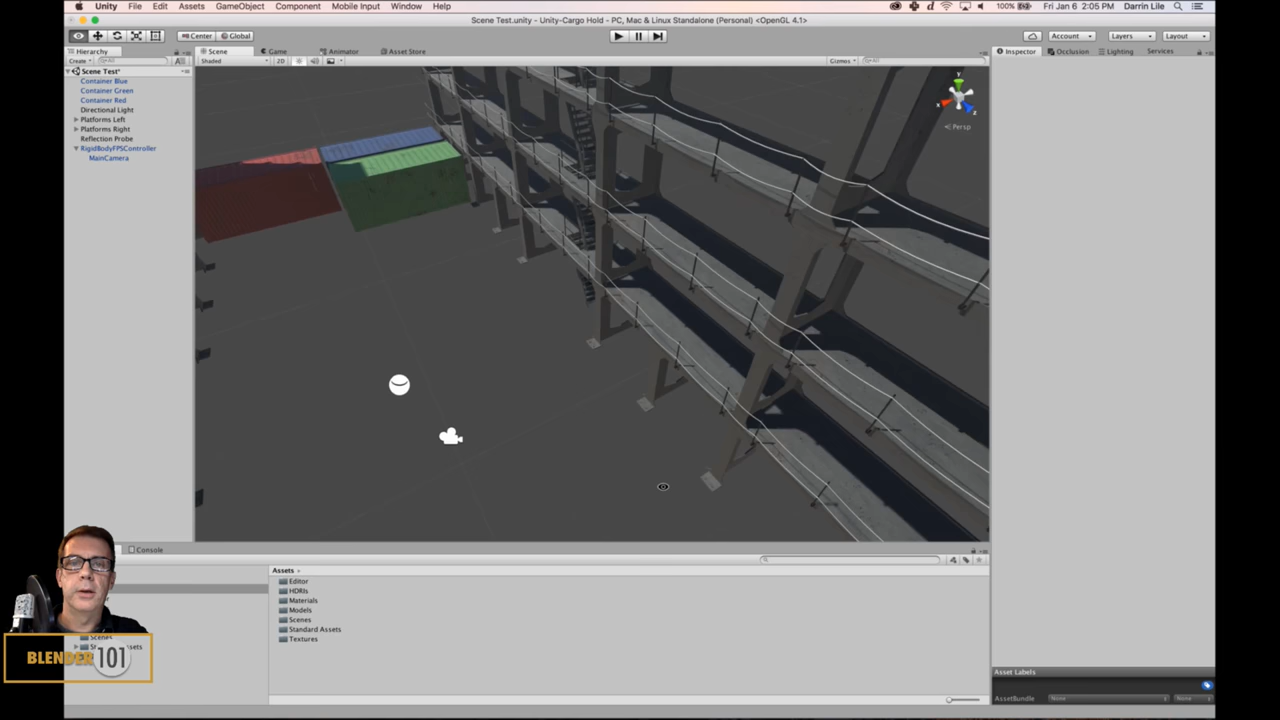 Unity File Edit Assets GameObject Component Mobile Input Window Help
100% Fri Jan 6 2:05 PM Darrin Lile
Scene Test.unity - Unity-Cargo Hold - PC, Mac & Linux Standalone (Personal) <OpenGL 4.1>
Center Global
Account Layers Layout
Hierarchy
Scene Game Animator Asset Store
Inspector Occlusion Lighting Services
Create
Shaded 2D
Gizmos
Scene Test*
Container Blue
Container Green
Container Red
Directional Light
Platforms Left
Platforms Right
Reflection Probe
RigidBodyFPSController
MainCamera
Y
X
Z
Persp
Console
Assets
Editor
HDRIs
Materials
Models
Scenes
Standard Assets
Textures
Scenes
BLENDER 101
Asset Labels
AssetBundle None None